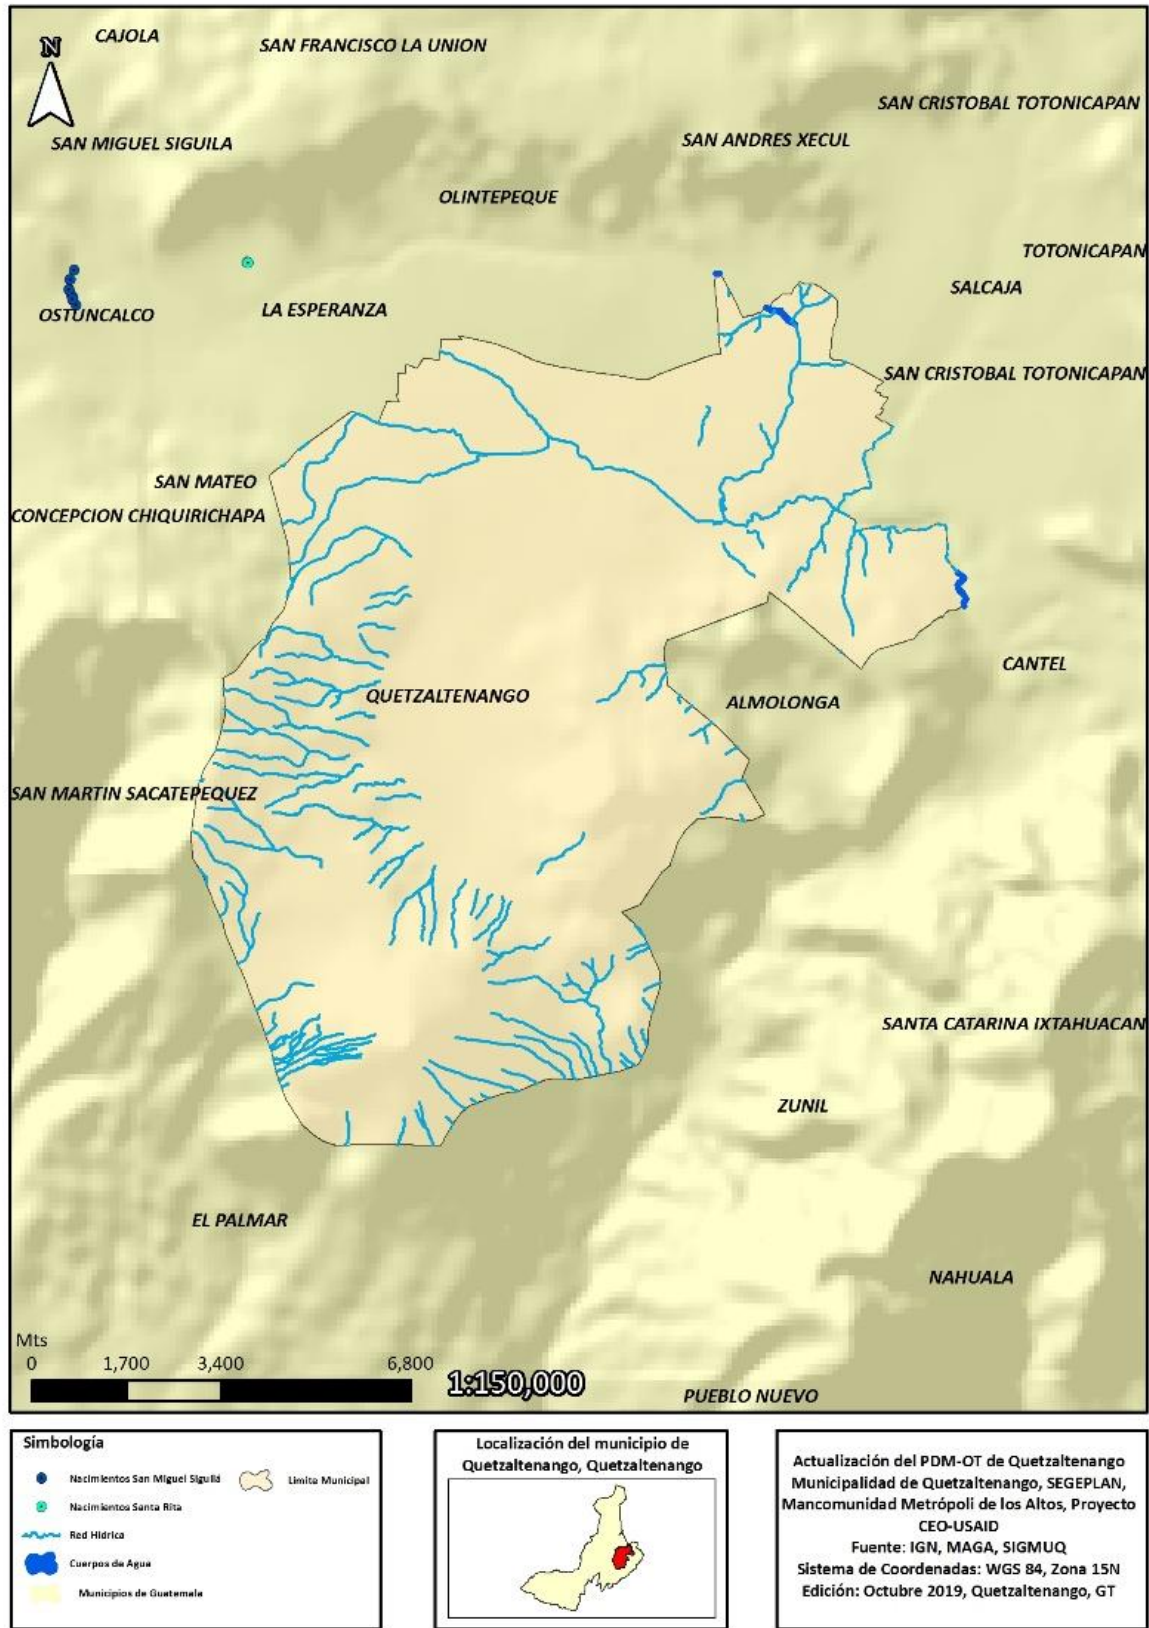 CAJOLA
SAN FRANCISCO LA UNION
N
SAN CRISTOBAL TOTONICAPAN
SAN MIGUEL SIGUILA
SAN ANDRES XECUL
OLINTEPEQUE
TOTONICAPAN
SALCAJA
LA ESPERANZA
OSTUNCALCO
SAN CRISTOBAL TOTONICAPAN
SAN MATEO
CONCEPCION CHIQUIRICHAPA
CANTEL
QUETZALTENANGO
ALMOLONGA
SAN MARTIN SACATEPEQUEZ
SANTA CATARINA IXTAHUACAN
ZUNIL
EL PALMAR
NAHUALA
Mts
0 1,700 3,400 6,800
1:150,000
PUEBLO NUEVO
Simbología
Nacimientos San Miguel Siguilá
Limite Municipal
Nacimientos Santa Rita
Red Hídrica
Cuerpos de Agua
Municipios de Guatemala
Localización del municipio de
Quetzaltenango, Quetzaltenango
Actualización del PDM-OT de Quetzaltenango
Municipalidad de Quetzaltenango, SEGEPLAN,
Mancomunidad Metrópoli de los Altos, Proyecto
CEO-USAID
Fuente: IGN, MAGA, SIGMUQ
Sistema de Coordenadas: WGS 84, Zona 15N
Edición: Octubre 2019, Quetzaltenango, GT